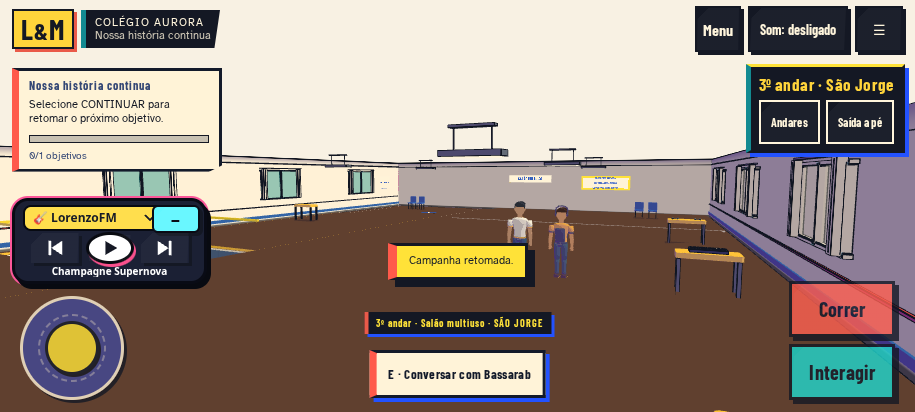 L&M
COLÉGIO AURORA
Nossa história continua
Menu
Som: desligado
☰
Nossa história continua
Selecione CONTINUAR para
retomar o próximo objetivo.
0/1 objetivos
3º andar · São Jorge
Andares
Saída a pé
🎸 LorenzoFM
–
Champagne Supernova
Campanha retomada.
3º andar · Salão multiuso · SÃO JORGE
E · Conversar com Bassarab
Correr
Interagir